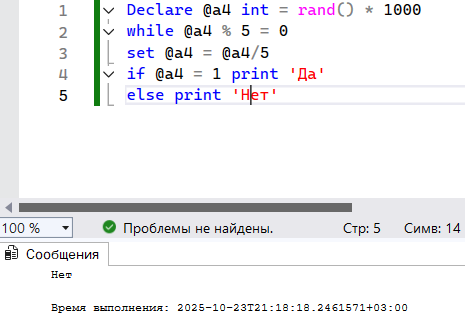 1 Declare @a4 int = rand() * 1000
2 while @a4 % 5 = 0
3 set @a4 = @a4/5
4 if @a4 = 1 print 'Да'
5 else print 'Нет'
100 % Проблемы не найдены. Стр: 5 Симв: 14
Сообщения
Нет
Время выполнения: 2025-10-23T21:18:18.2461571+03:00